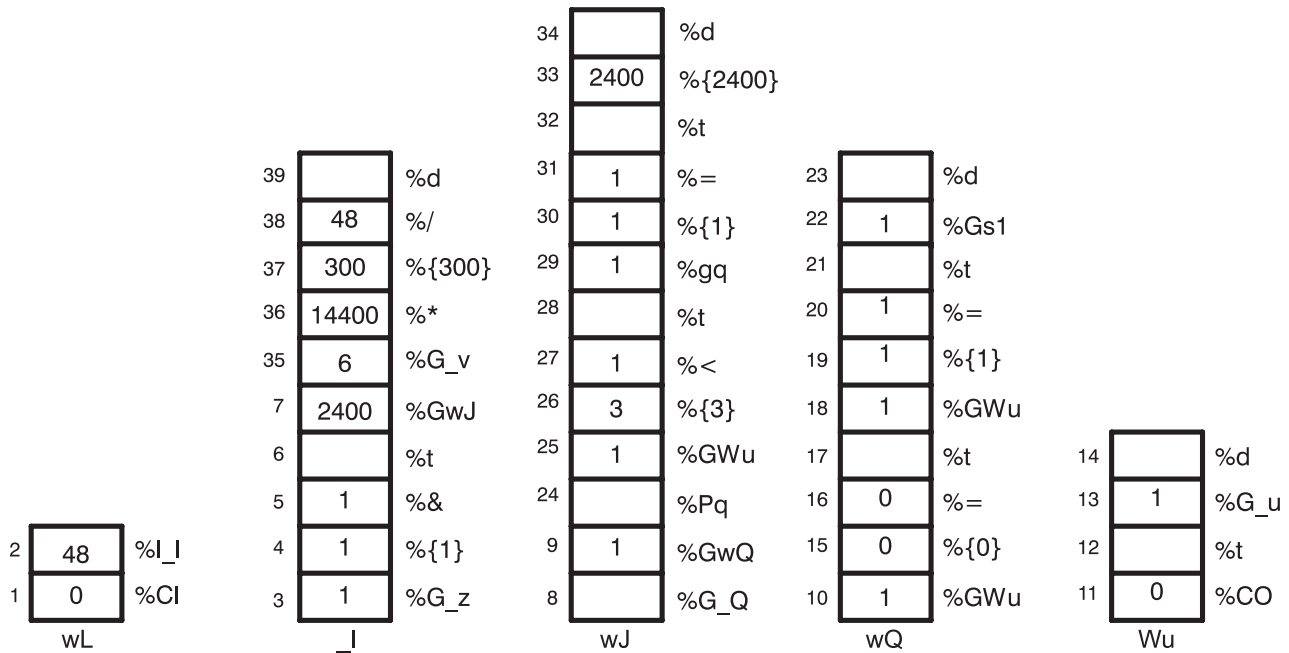 34 %d
33 2400 %{2400}
32 %t
39 %d 31 1 %= 23 %d
38 48 %/ 30 1 %{1} 22 1 %Gs1
37 300 %{300} 29 1 %gq 21 %t
36 14400 %* 28 %t 20 1 %=
35 6 %G_v 27 1 %< 19 1 %{1}
7 2400 %GwJ 26 3 %{3} 18 1 %GWu
6 %t 25 1 %GWu 17 %t 14 %d
5 1 %& 24 %Pq 16 0 %= 13 1 %G_u
2 48 %I_I 4 1 %{1} 9 1 %GwQ 15 0 %{0} 12 %t
1 0 %CI 3 1 %G_z 8 %G_Q 10 1 %GWu 11 0 %CO
wL _I wJ wQ Wu